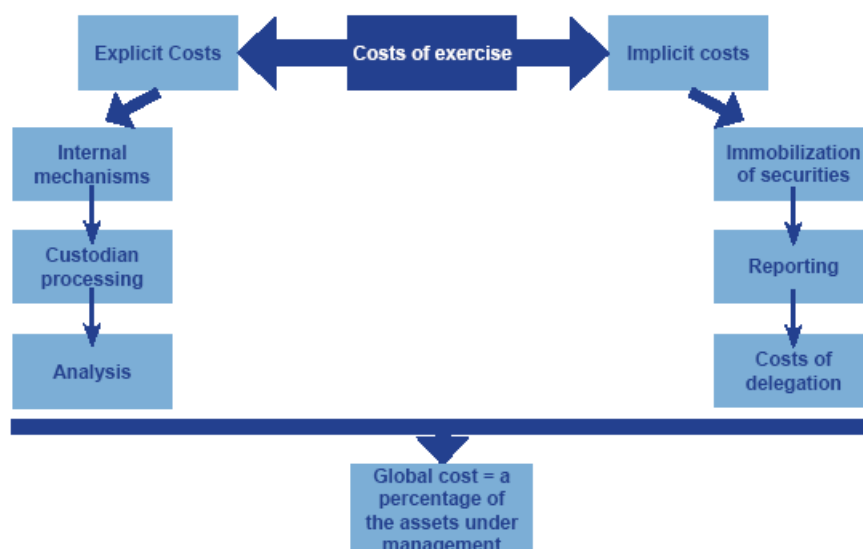 Explicit Costs
Costs of exercise
Implicit costs
Internal
mechanisms
Immobilization
of securities
Custodian
processing
Reporting
Analysis
Costs of
delegation
Global cost = a
percentage of
the assets under
management